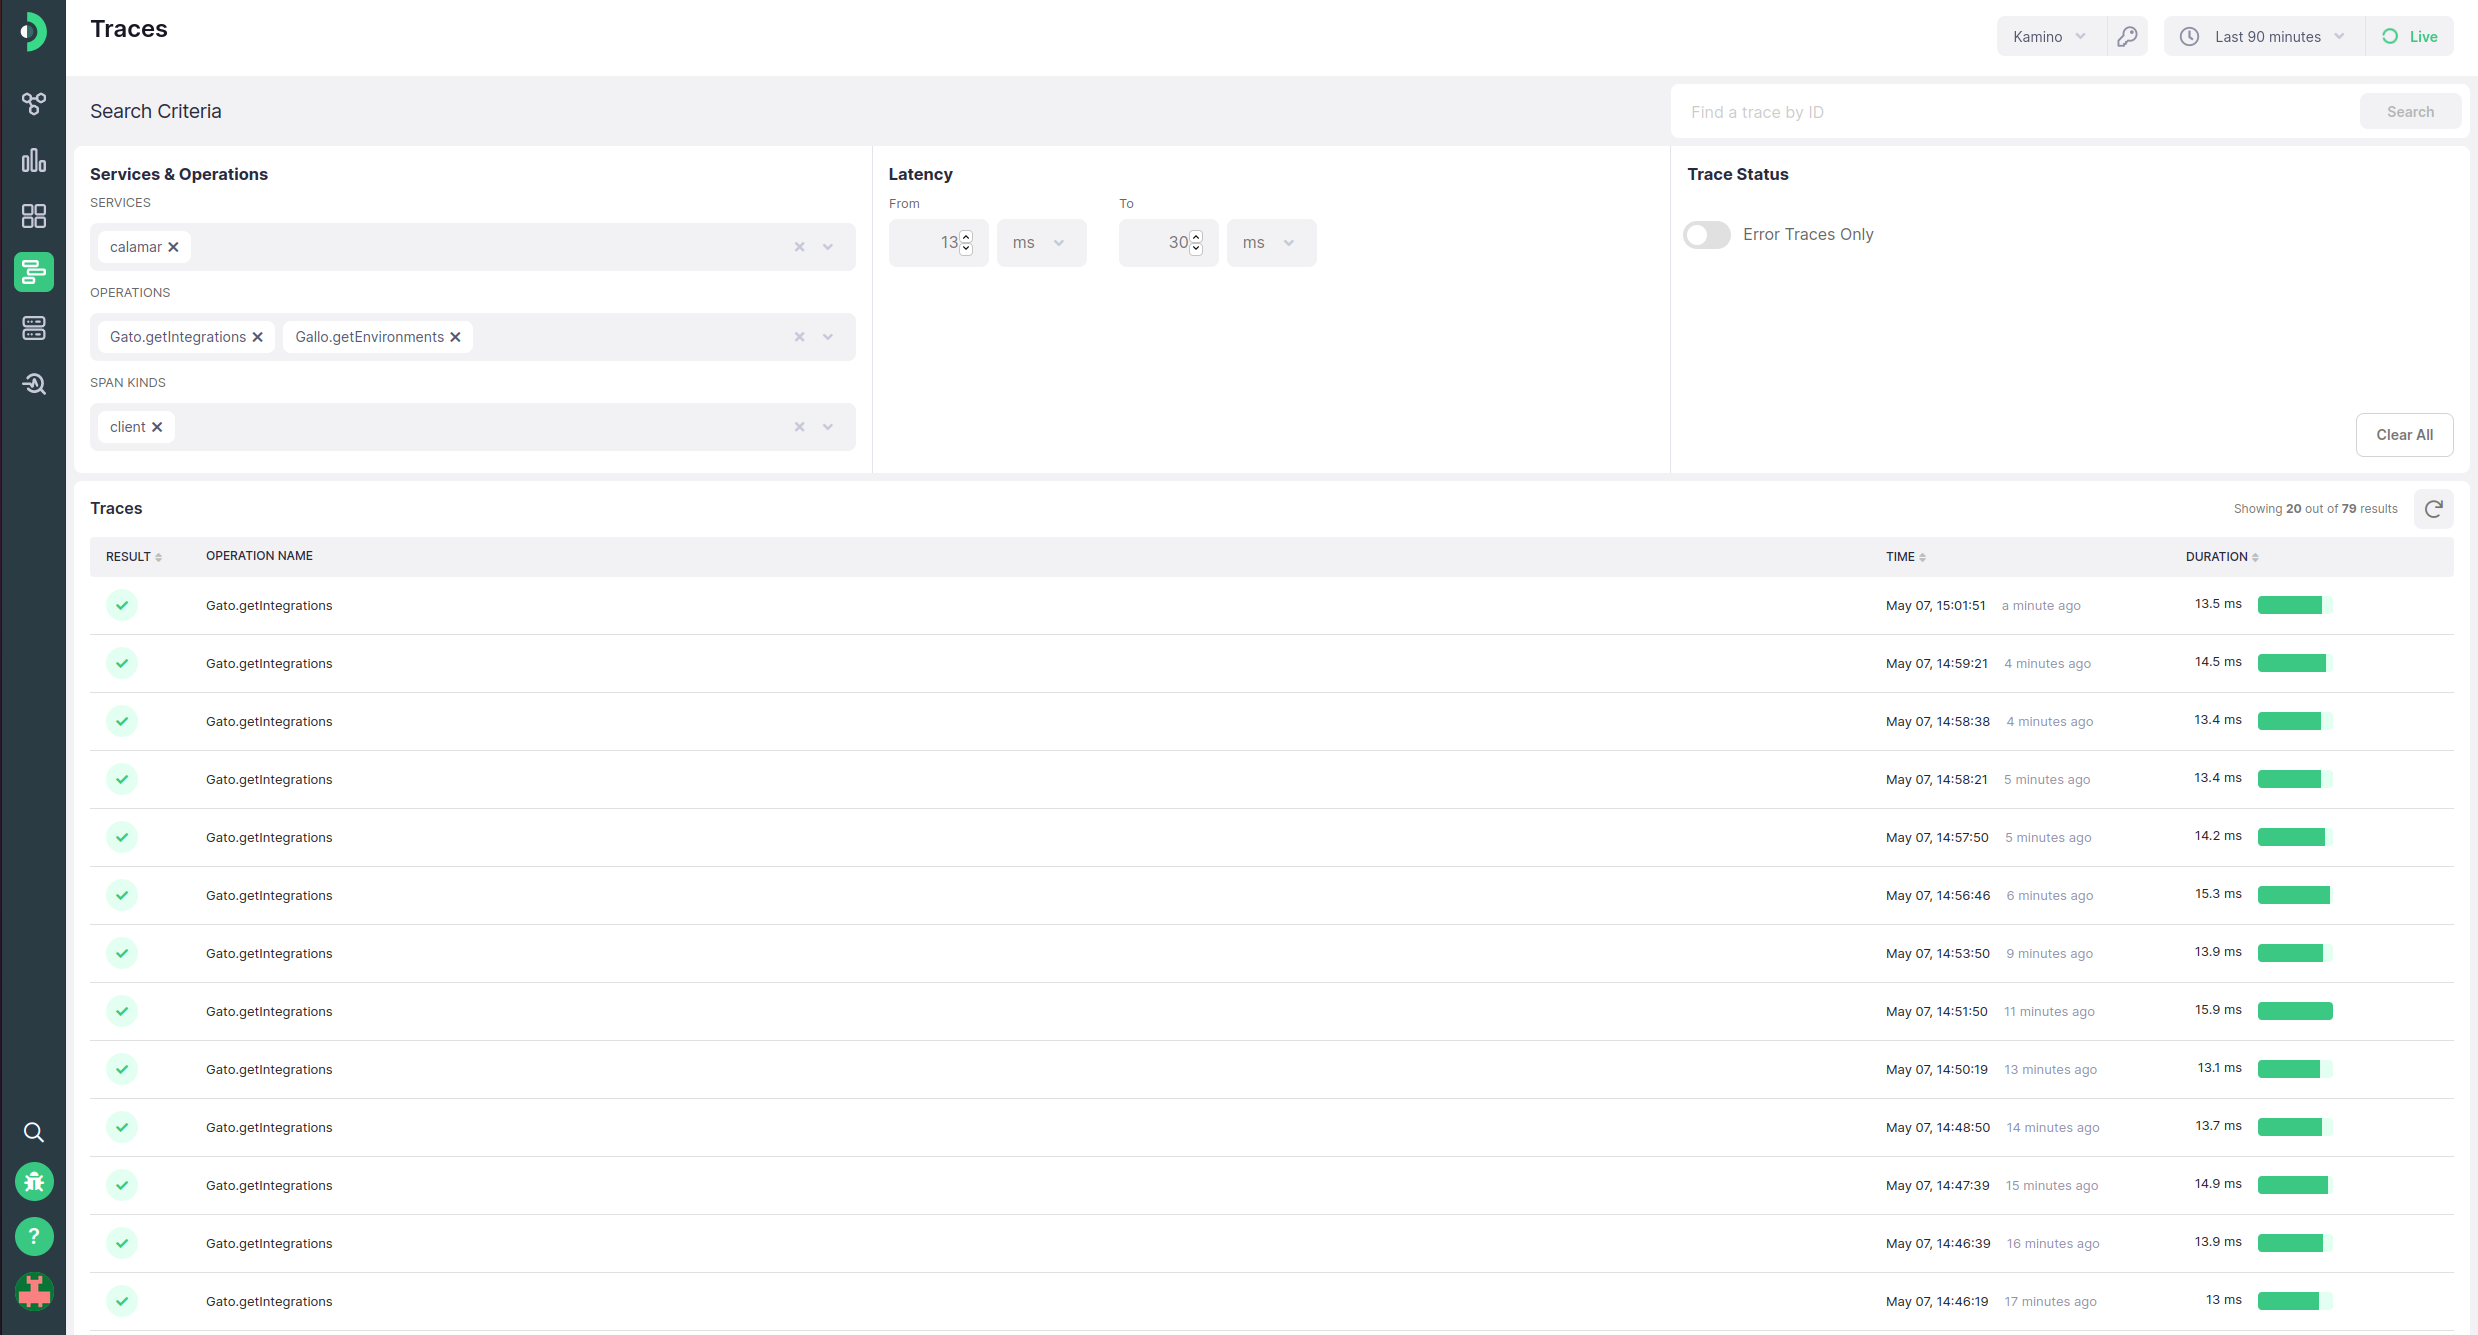 Traces
Kamino
Last 90 minutes
Live
Search Criteria
Find a trace by ID
Search
Services & Operations
SERVICES
calamar
OPERATIONS
Gato.getIntegrations Gallo.getEnvironments
SPAN KINDS
client
Latency
From To
13 ms 30 ms
Trace Status
Error Traces Only
Clear All
Traces
Showing 20 out of 79 results
RESULT OPERATION NAME TIME DURATION
Gato.getIntegrations May 07, 15:01:51 a minute ago 13.5 ms
Gato.getIntegrations May 07, 14:59:21 4 minutes ago 14.5 ms
Gato.getIntegrations May 07, 14:58:38 4 minutes ago 13.4 ms
Gato.getIntegrations May 07, 14:58:21 5 minutes ago 13.4 ms
Gato.getIntegrations May 07, 14:57:50 5 minutes ago 14.2 ms
Gato.getIntegrations May 07, 14:56:46 6 minutes ago 15.3 ms
Gato.getIntegrations May 07, 14:53:50 9 minutes ago 13.9 ms
Gato.getIntegrations May 07, 14:51:50 11 minutes ago 15.9 ms
Gato.getIntegrations May 07, 14:50:19 13 minutes ago 13.1 ms
Gato.getIntegrations May 07, 14:48:50 14 minutes ago 13.7 ms
Gato.getIntegrations May 07, 14:47:39 15 minutes ago 14.9 ms
Gato.getIntegrations May 07, 14:46:39 16 minutes ago 13.9 ms
Gato.getIntegrations May 07, 14:46:19 17 minutes ago 13 ms
?